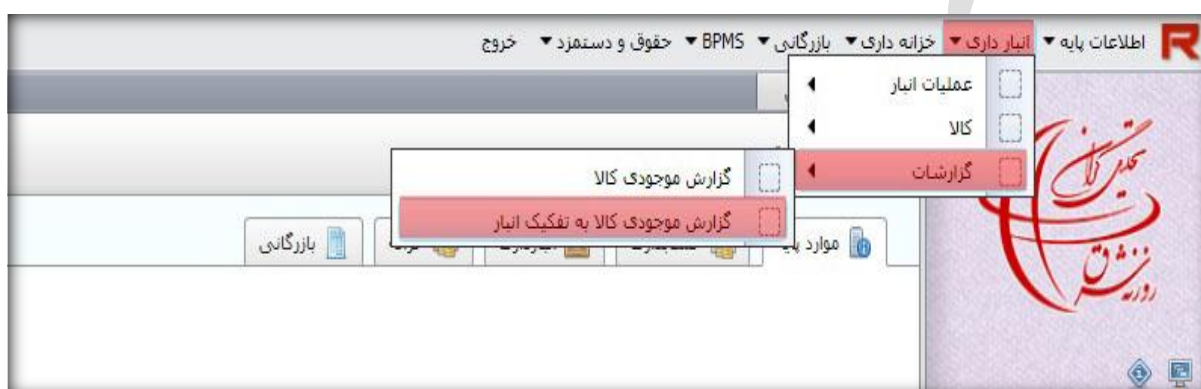 اطلاعات پایه انبار داری خزانه داری بازرگانی BPMS حقوق و دستمزد خروج
عملیات انبار
کالا
گزارشات
گزارش موجودی کالا
گزارش موجودی کالا به تفکیک انبار
موارد
بازرگانی